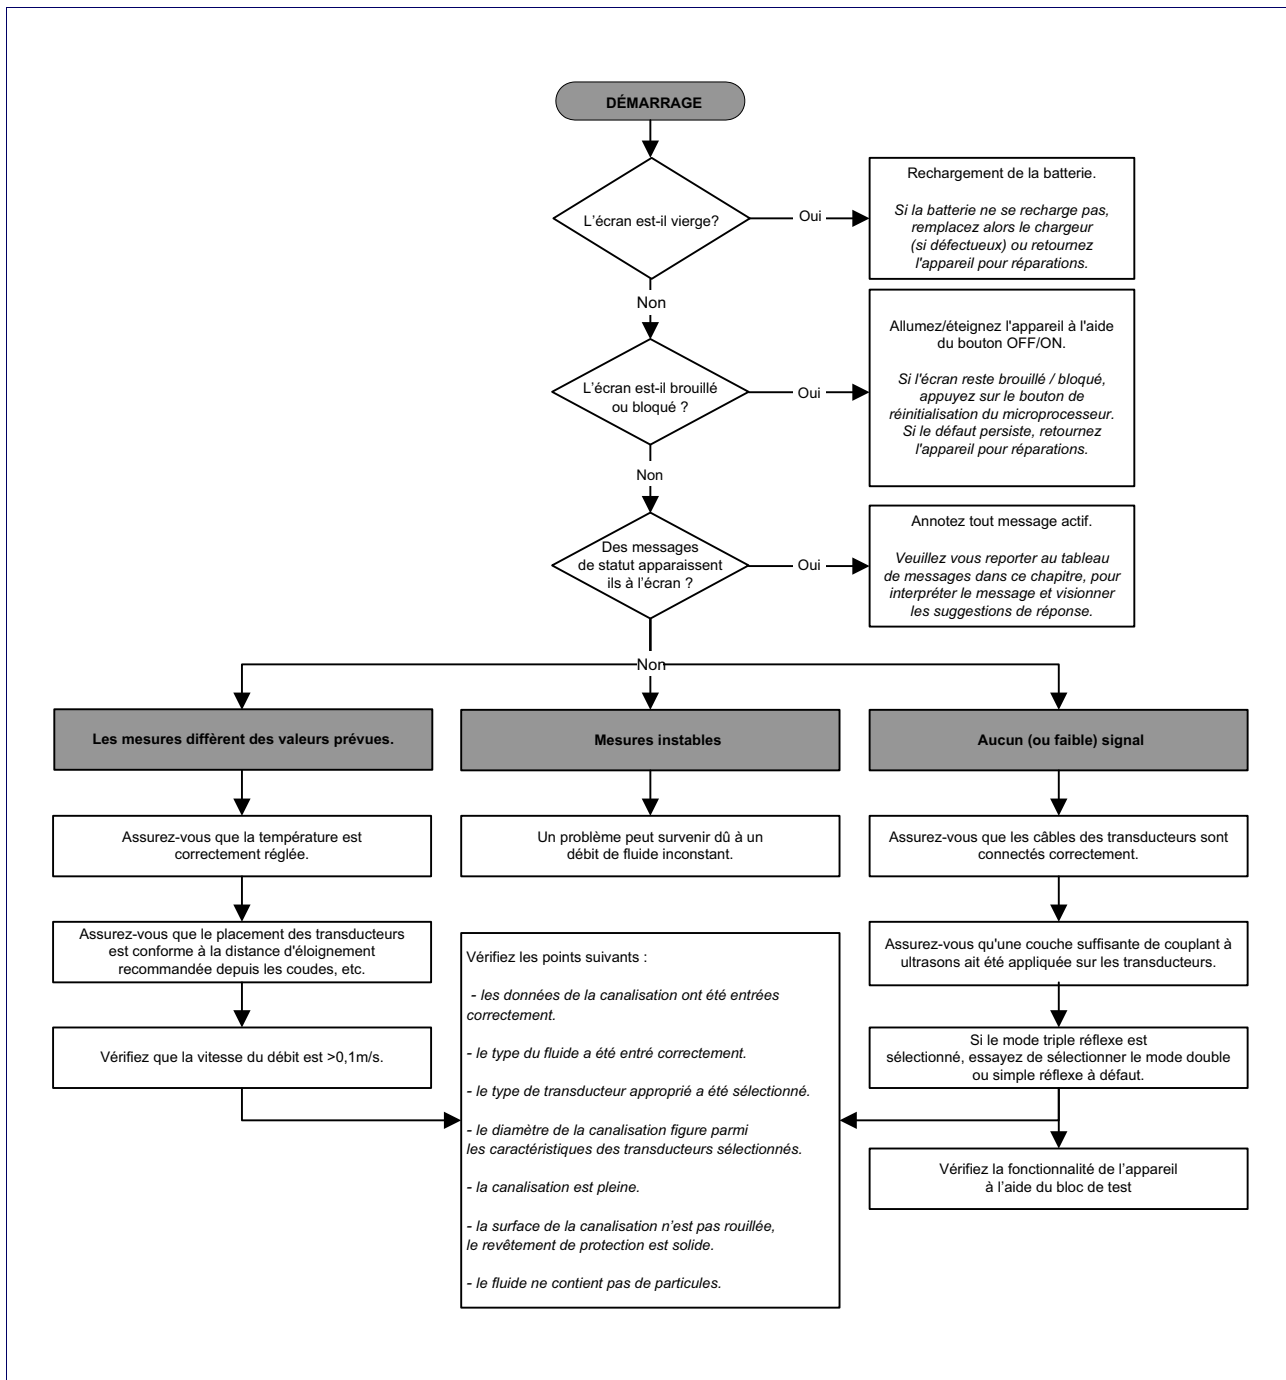 DÉMARRAGE
L'écran est-il vierge?
Oui
Rechargement de la batterie.
Si la batterie ne se recharge pas,
remplacez alors le chargeur
(si défectueux) ou retournez
l'appareil pour réparations.
Non
L'écran est-il brouillé
ou bloqué ?
Oui
Allumez/éteignez l'appareil à l'aide
du bouton OFF/ON.
Si l'écran reste brouillé / bloqué,
appuyez sur le bouton de
réinitialisation du microprocesseur.
Si le défaut persiste, retournez
l'appareil pour réparations.
Non
Des messages
de statut apparaissent
ils à l'écran ?
Oui
Annotez tout message actif.
Veuillez vous reporter au tableau
de messages dans ce chapitre, pour
interpréter le message et visionner
les suggestions de réponse.
Non
Les mesures diffèrent des valeurs prévues.
Assurez-vous que la température est
correctement réglée.
Assurez-vous que le placement des transducteurs
est conforme à la distance d'éloignement
recommandée depuis les coudes, etc.
Vérifiez que la vitesse du débit est >0,1m/s.
Mesures instables
Un problème peut survenir dû à un
débit de fluide inconstant.
Vérifiez les points suivants :
- les données de la canalisation ont été entrées
correctement.
- le type du fluide a été entré correctement.
- le type de transducteur approprié a été sélectionné.
- le diamètre de la canalisation figure parmi
les caractéristiques des transducteurs sélectionnés.
- la canalisation est pleine.
- la surface de la canalisation n'est pas rouillée,
le revêtement de protection est solide.
- le fluide ne contient pas de particules.
Aucun (ou faible) signal
Assurez-vous que les câbles des transducteurs sont
connectés correctement.
Assurez-vous qu'une couche suffisante de couplant à
ultrasons ait été appliquée sur les transducteurs.
Si le mode triple réflexe est
sélectionné, essayez de sélectionner le mode double
ou simple réflexe à défaut.
Vérifiez la fonctionnalité de l'appareil
à l'aide du bloc de test